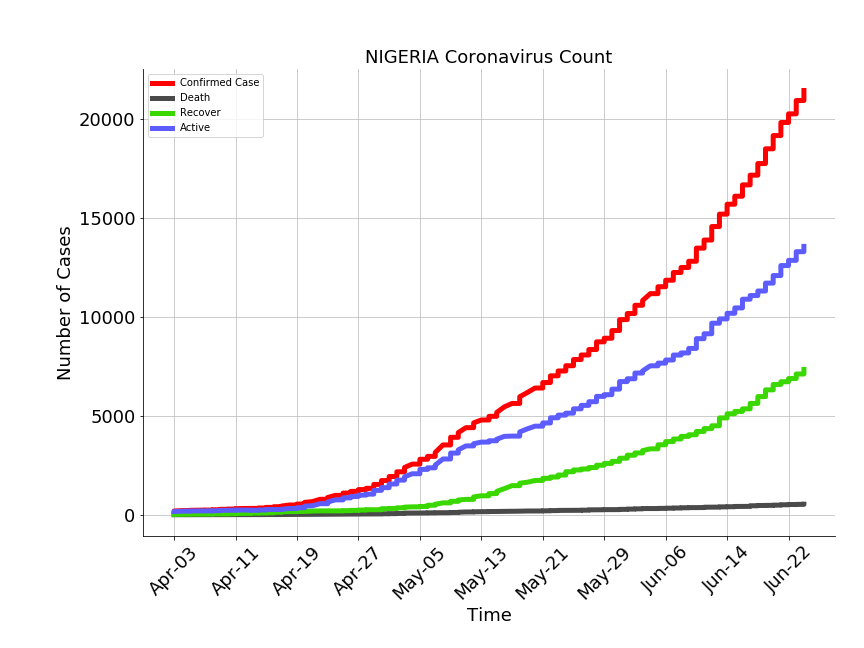 NIGERIA Coronavirus Count
Confirmed Case
Death
Recover
Active
20000
15000
10000
5000
0
Number of Cases
Apr-03
Apr-11
Apr-19
Apr-27
May-05
May-13
May-21
May-29
Jun-06
Jun-14
Jun-22
Time